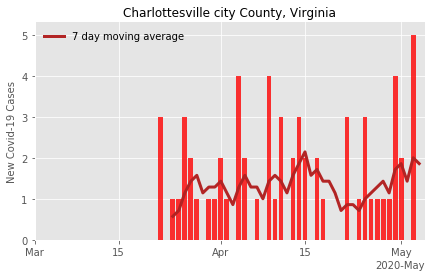 Charlottesville city County, Virginia
7 day moving average
New Covid-19 Cases
5
4
3
2
1
0
Mar 15 Apr 15 May
2020-May